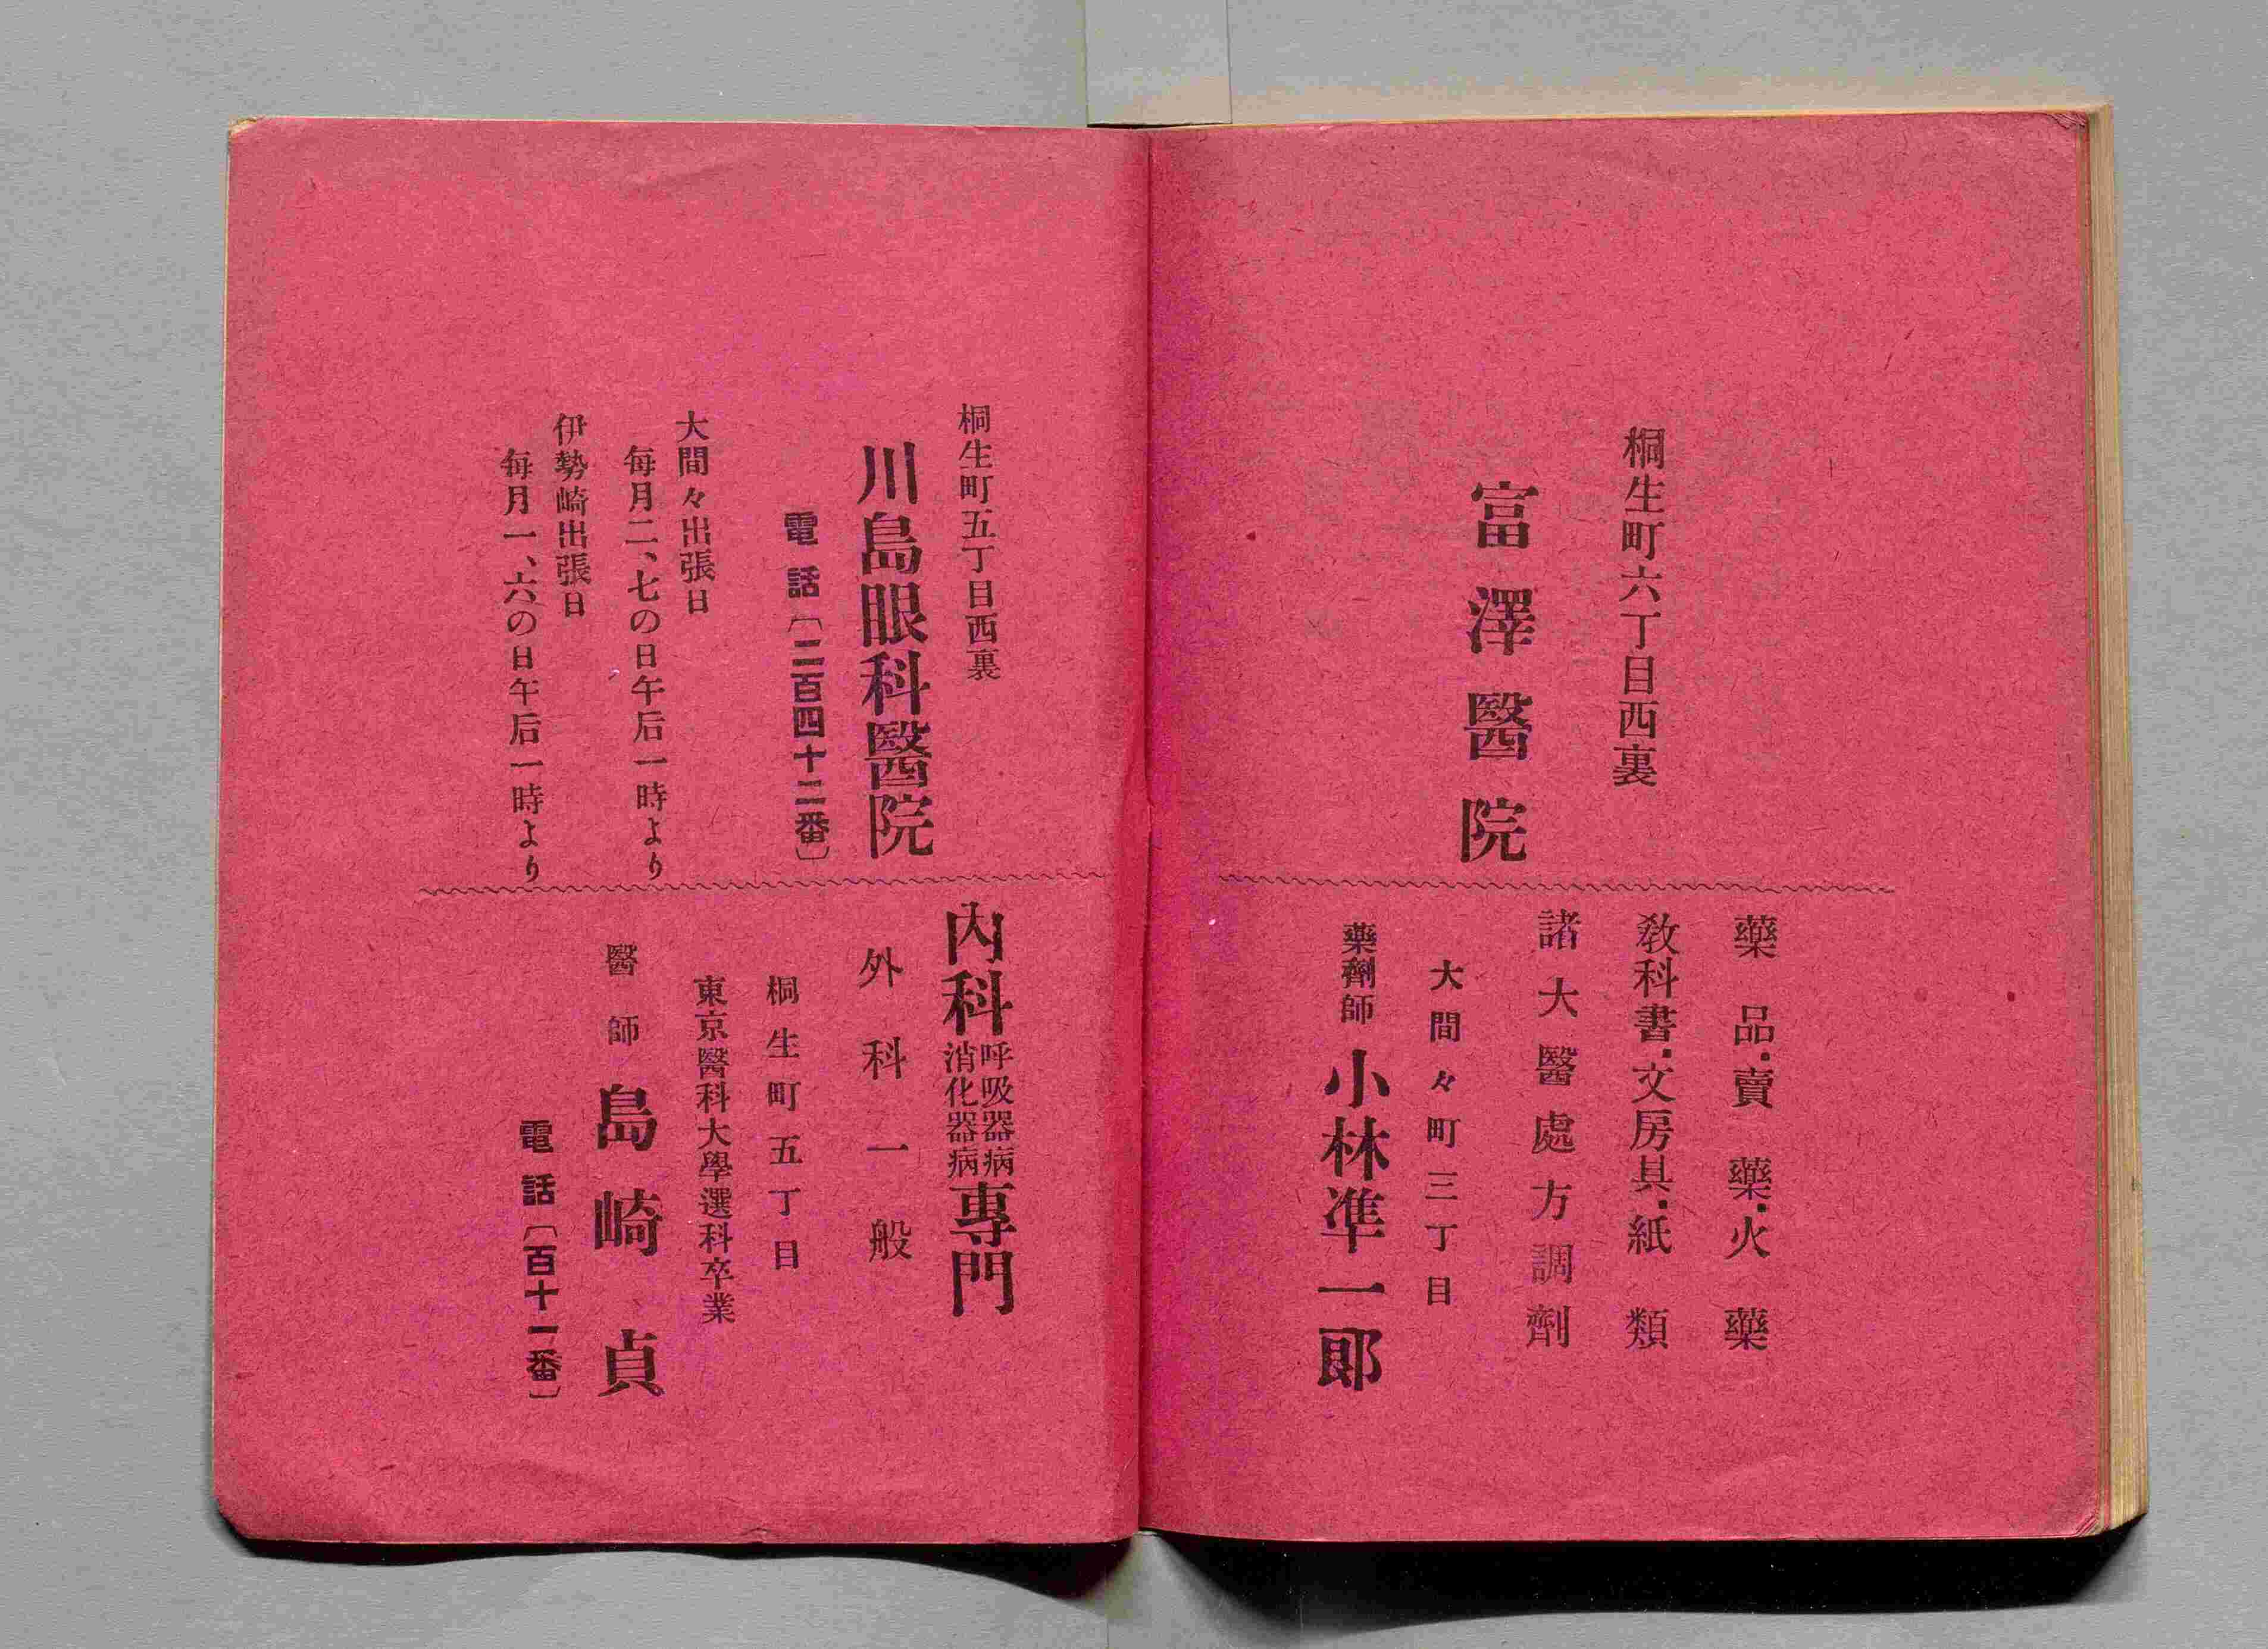 桐生町六丁目西裏
富澤醫院
藥品・賣藥・火藥
敎科書・文房具・紙類
諸大醫處方調劑
大間々町三丁目
藥劑師 小林準一郎
桐生町五丁目西裏
川島眼科醫院
電話〔二百四十二番〕
大間々出張日
每月二、七の日午后一時より
伊勢崎出張日
每月一、六の日午后一時より
內科呼吸器病消化器病專門
外科一般
桐生町五丁目
東京醫科大學選科卒業
醫師 島崎貞
電話〔百十一番〕